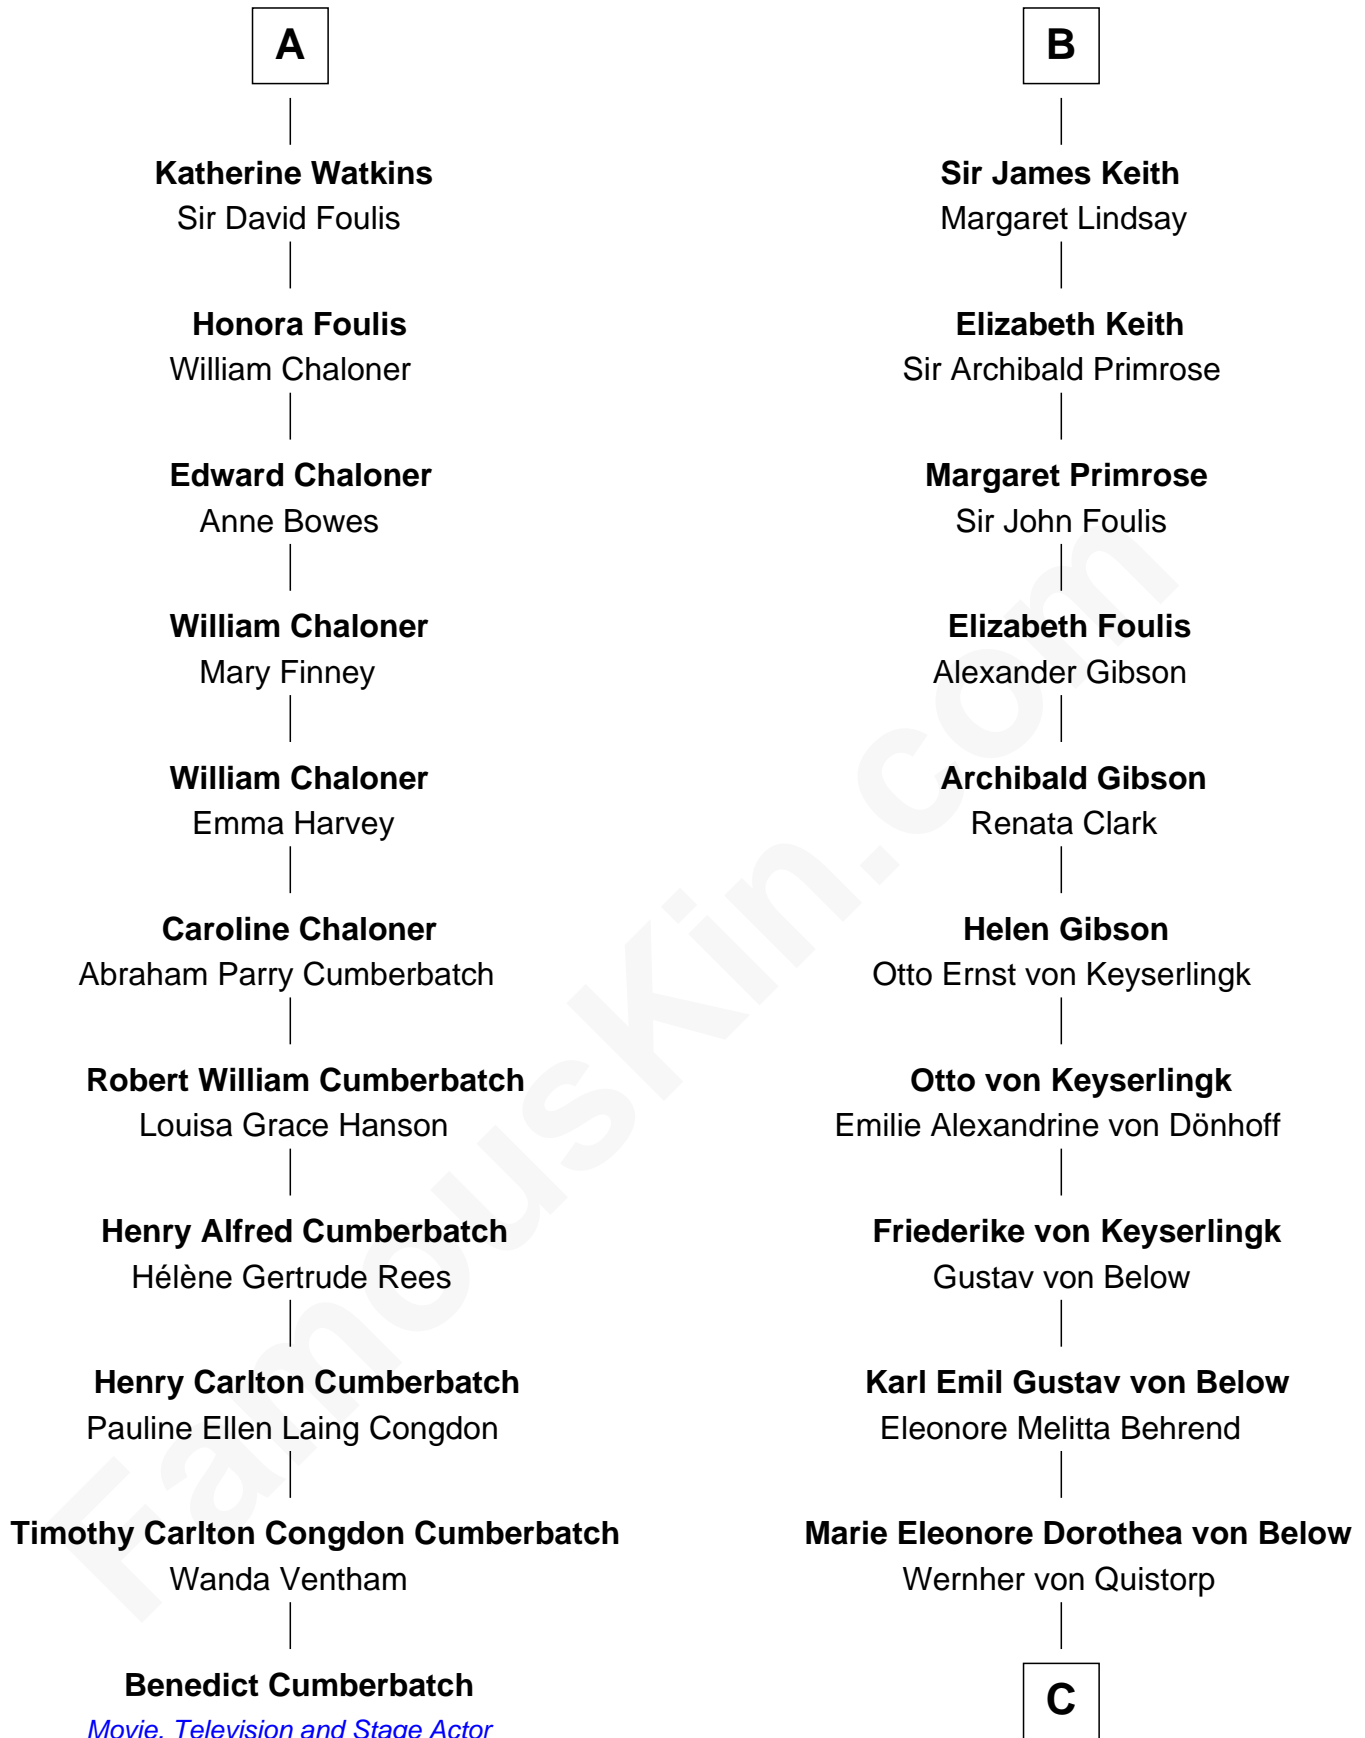 A
Katherine Watkins
Sir David Foulis
Honora Foulis
William Chaloner
Edward Chaloner
Anne Bowes
William Chaloner
Mary Finney
William Chaloner
Emma Harvey
Caroline Chaloner
Abraham Parry Cumberbatch
Robert William Cumberbatch
Louisa Grace Hanson
Henry Alfred Cumberbatch
Hélène Gertrude Rees
Henry Carlton Cumberbatch
Pauline Ellen Laing Congdon
Timothy Carlton Congdon Cumberbatch
Wanda Ventham
Benedict Cumberbatch
Movie, Television and Stage Actor
B
Sir James Keith
Margaret Lindsay
Elizabeth Keith
Sir Archibald Primrose
Margaret Primrose
Sir John Foulis
Elizabeth Foulis
Alexander Gibson
Archibald Gibson
Renata Clark
Helen Gibson
Otto Ernst von Keyserlingk
Otto von Keyserlingk
Emilie Alexandrine von Dönhoff
Friederike von Keyserlingk
Gustav von Below
Karl Emil Gustav von Below
Eleonore Melitta Behrend
Marie Eleonore Dorothea von Below
Wernher von Quistorp
C
FamousKin.com